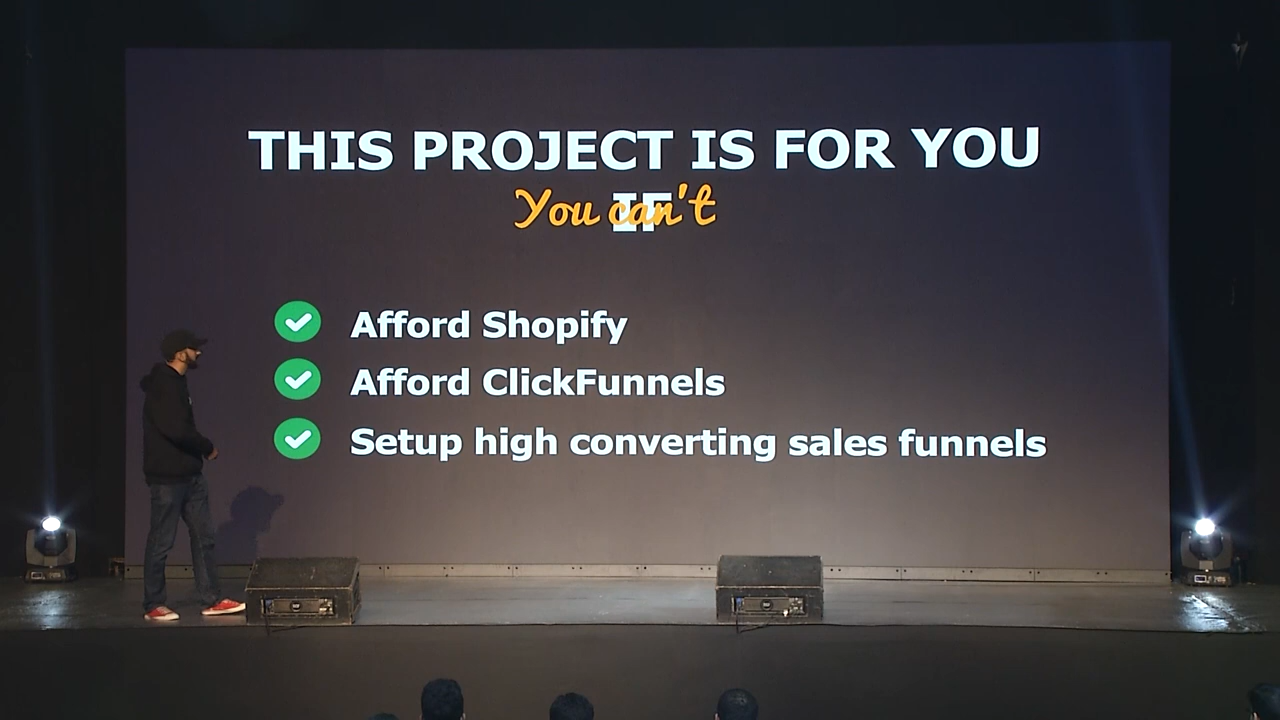 THIS PROJECT IS FOR YOU
IF
You can't
Afford Shopify
Afford ClickFunnels
Setup high converting sales funnels